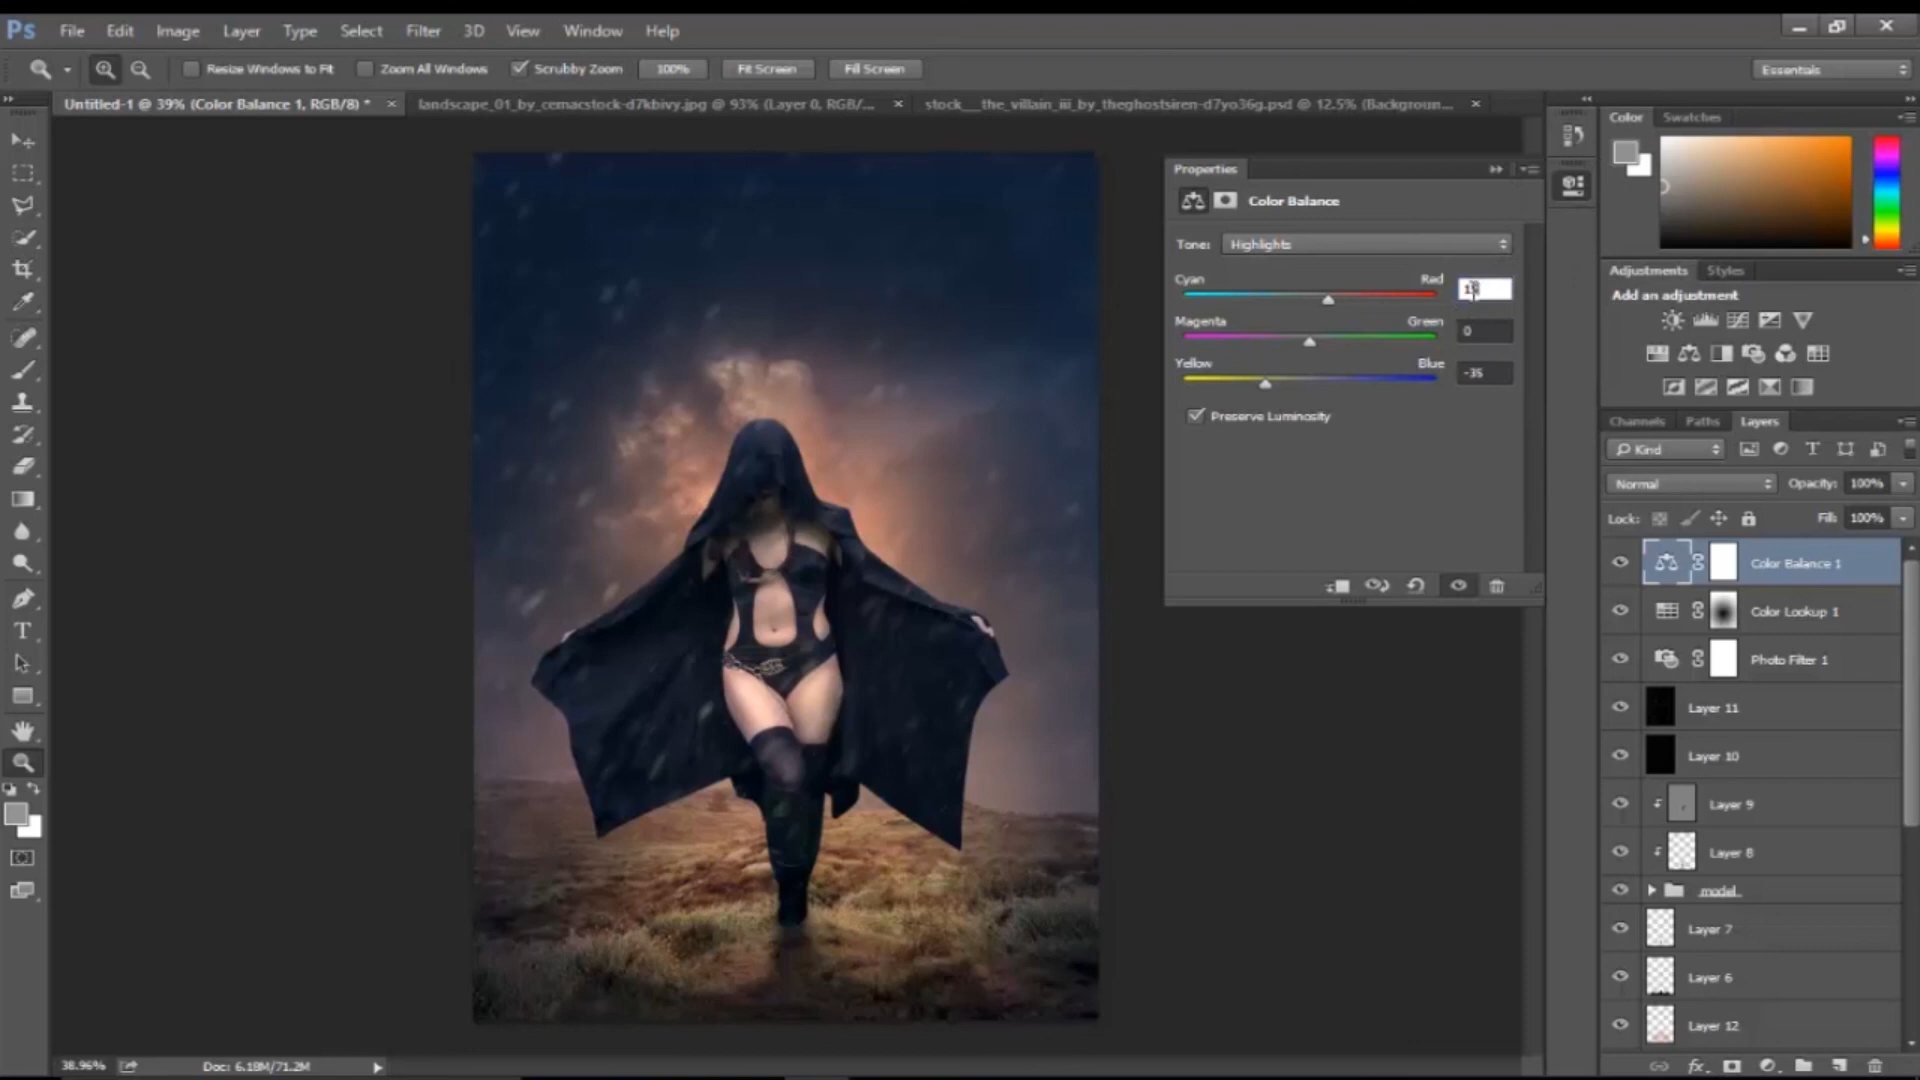 Ps File Edit Image Layer Type Select Filter 3D View Window Help
Resize Windows to Fit Zoom All Windows Scrubby Zoom 100% Fit Screen Fill Screen Essentials
Untitled-1 @ 39% (Color Balance 1, RGB/8) * × landscape_01_by_cemacstock-d7kbivy.jpg @ 93% (Layer 0, RGB/... × stock__the_villain_iii_by_theghostsiren-d7yo36g.psd @ 12.5% (Backgroun... ×
Color Swatches
Properties
Color Balance
Tone: Highlights
Cyan Red
Magenta Green 0
Yellow Blue -35
Preserve Luminosity
Adjustments Styles
Add an adjustment
Channels Paths Layers
Kind
Normal Opacity: 100%
Lock: Fill: 100%
Color Balance 1
Color Lookup 1
Photo Filter 1
Layer 11
Layer 10
Layer 9
Layer 8
model
Layer 7
Layer 6
Layer 12
38.96% Doc: 6.18M/71.2M